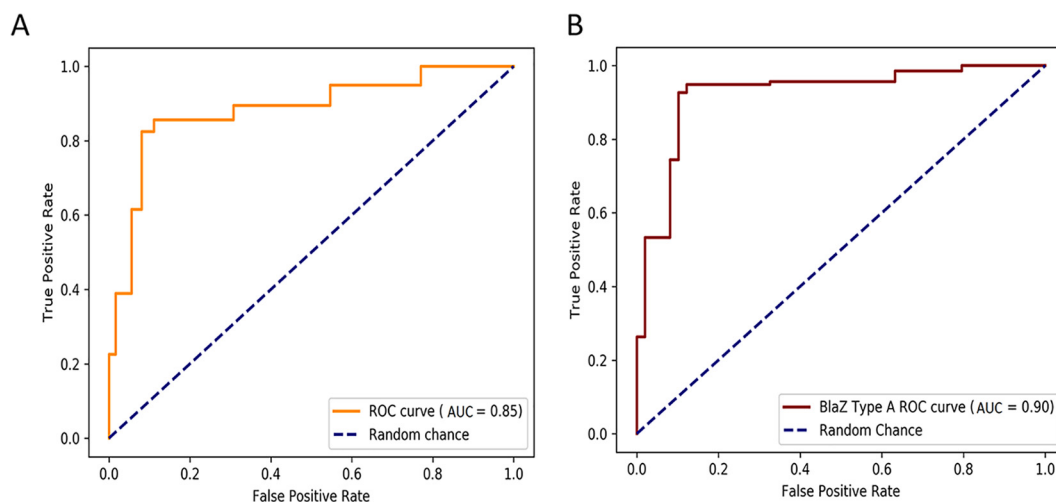 A
True Positive Rate
1.0
0.8
0.6
0.4
0.2
0.0
ROC curve ( AUC = 0.85)
Random chance
0.0 0.2 0.4 0.6 0.8 1.0
False Positive Rate
B
True Positive Rate
1.0
0.8
0.6
0.4
0.2
0.0
BlaZ Type A ROC curve ( AUC = 0.90)
Random Chance
0.0 0.2 0.4 0.6 0.8 1.0
False Positive Rate